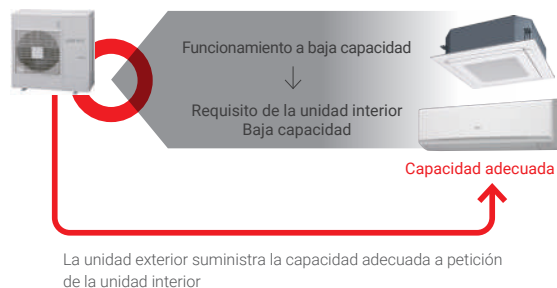 Funcionamiento a baja capacidad
Requisito de la unidad interior
Baja capacidad
Capacidad adecuada
La unidad exterior suministra la capacidad adecuada a petición
de la unidad interior